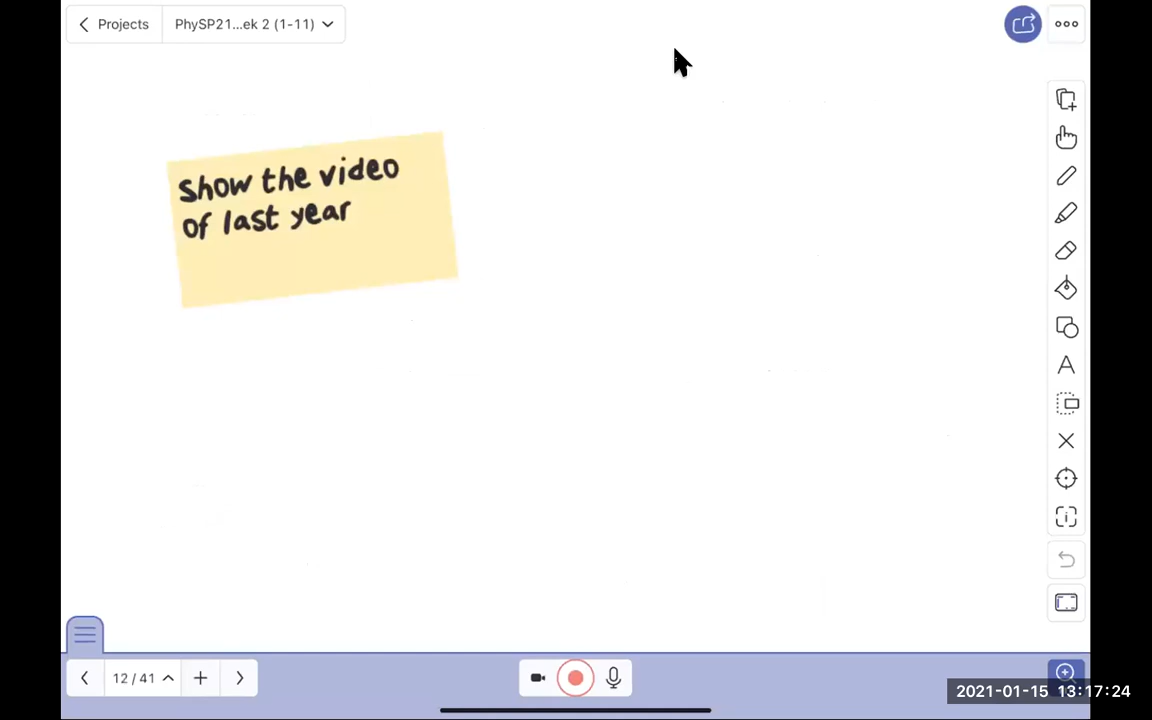 Projects
PhySP21...ek 2 (1-11)
Show the video
of last year
12 / 41
2021-01-15 13:17:24